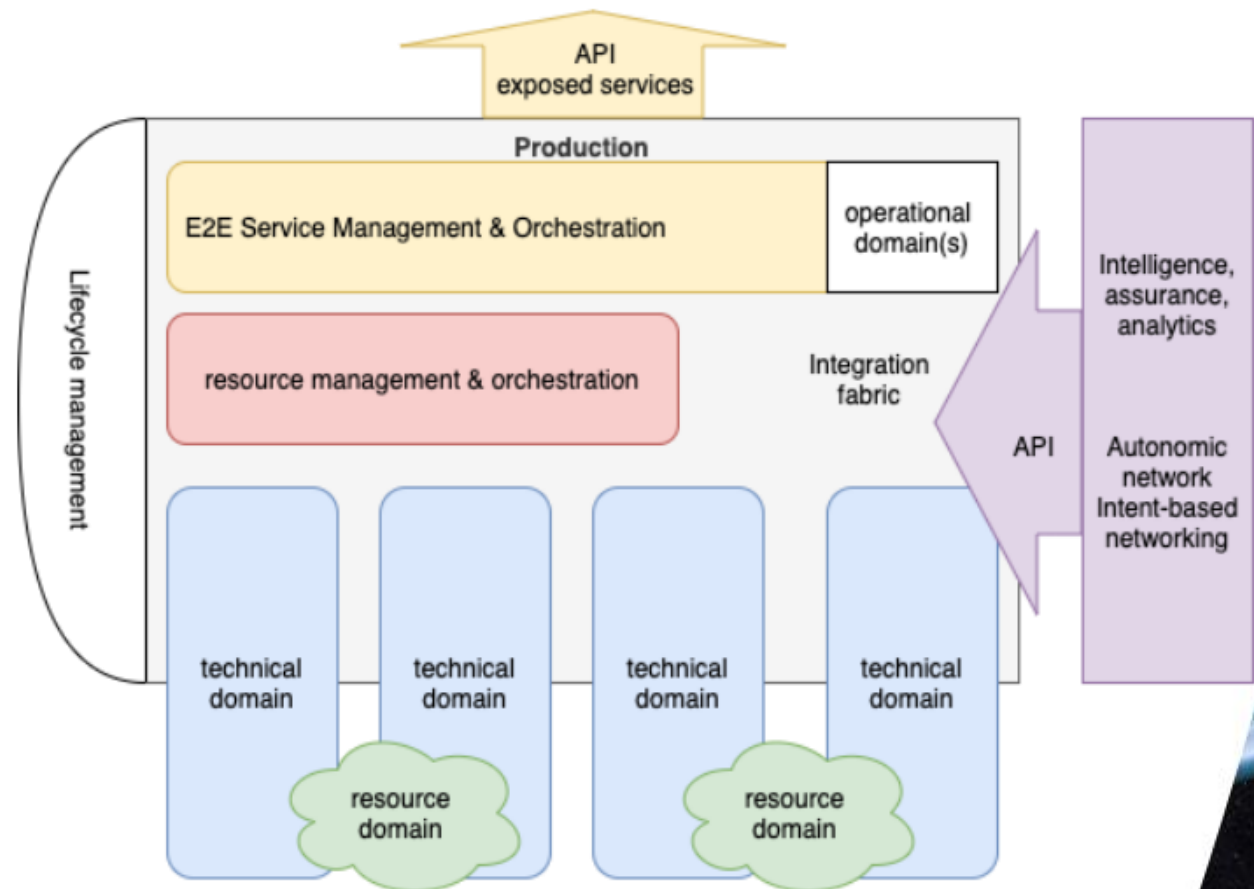 API
exposed services
Production
E2E Service Management & Orchestration
operational
domain(s)
Lifecycle management
resource management & orchestration
Integration
fabric
API
Intelligence,
assurance,
analytics
Autonomic
network
Intent-based
networking
technical
domain
technical
domain
technical
domain
technical
domain
resource
domain
resource
domain